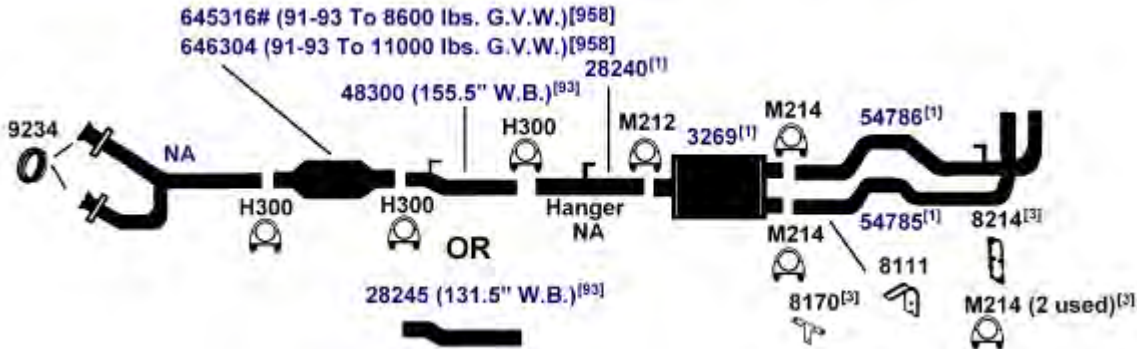 645316# (91-93 To 8600 lbs. G.V.W.)[958]
646304 (91-93 To 11000 lbs. G.V.W.)[958]
28240[1]
48300 (155.5" W.B.)[93]
9234
NA
H300
M212
3269[1]
M214
54786[1]
H300
H300
Hanger
NA
M214
54785[1]
8214[3]
OR
8111
28245 (131.5" W.B.)[93]
8170[3]
M214 (2 used)[3]